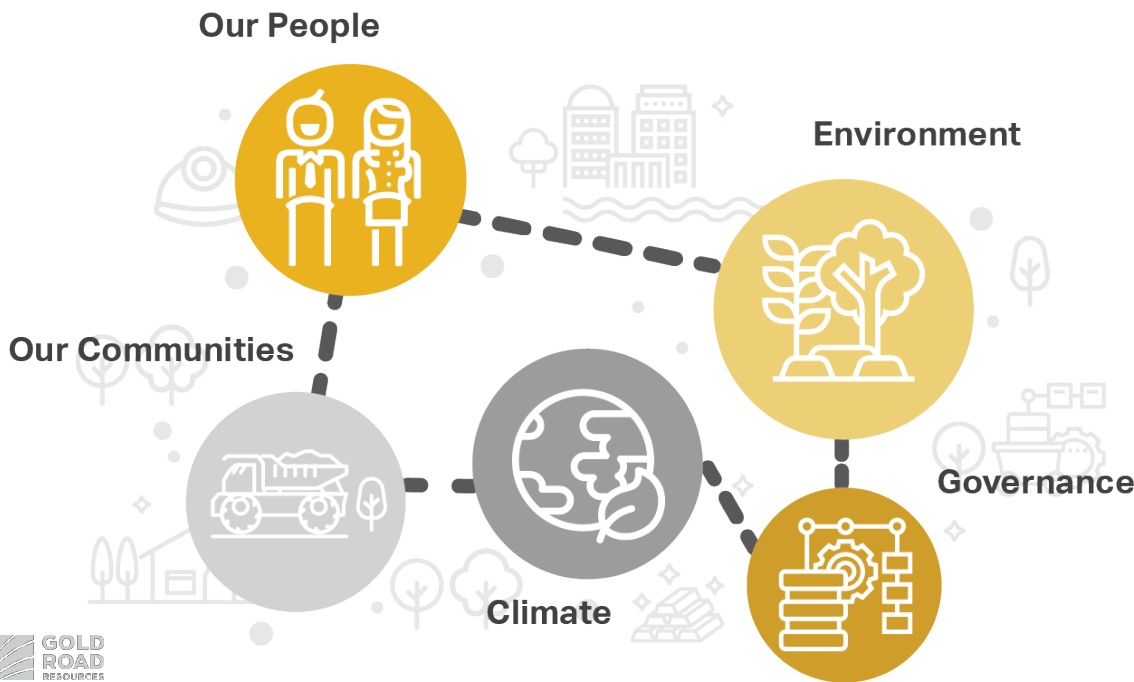 Our People
Environment
Our Communities
Governance
Climate
GOLD
ROAD
RESOURCES